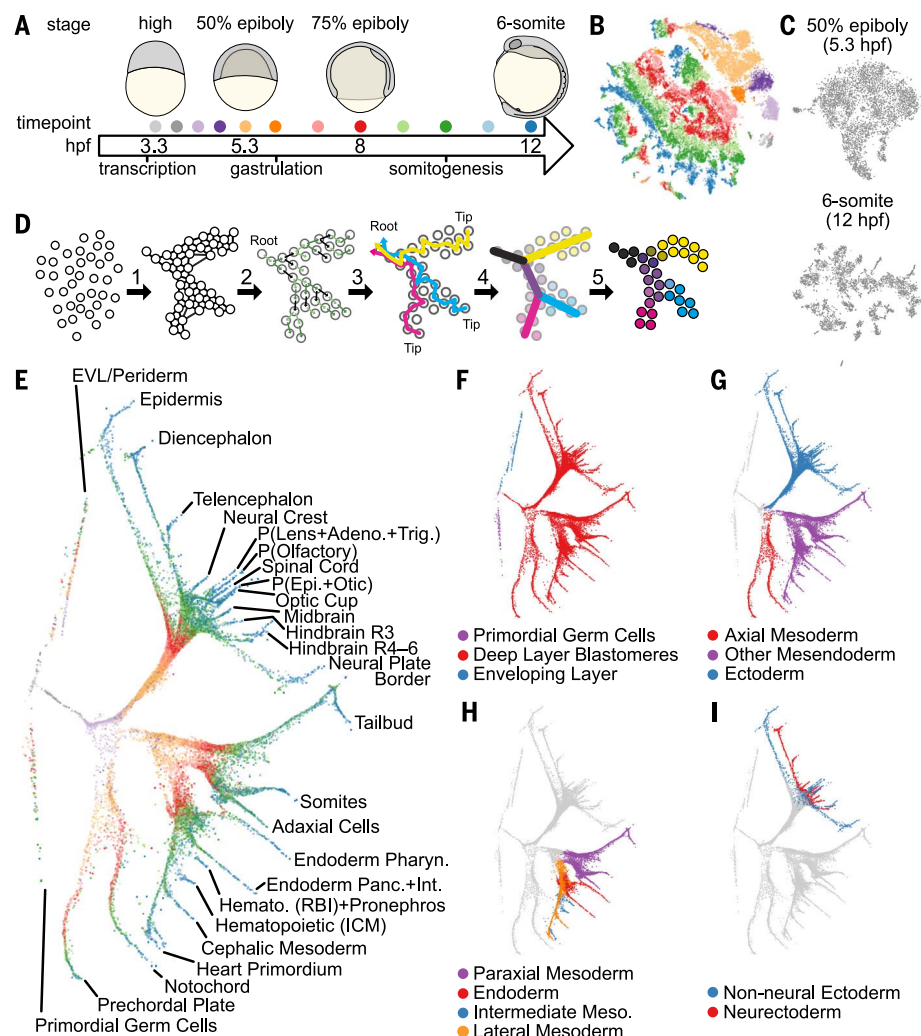 A
stage
high
50% epiboly
75% epiboly
6-somite
timepoint
hpf
3.3
5.3
8
12
transcription
gastrulation
somitogenesis
B
C
50% epiboly
(5.3 hpf)
6-somite
(12 hpf)
D
1
2
Root
3
Root
Tip
Tip
Tip
4
5
E
EVL/Periderm
Epidermis
Diencephalon
Telencephalon
Neural Crest
P(Lens+Adeno.+Trig.)
P(Olfactory)
Spinal Cord
P(Epi.+Otic)
Optic Cup
Midbrain
Hindbrain R3
Hindbrain R4–6
Neural Plate
Border
Tailbud
Somites
Adaxial Cells
Endoderm Pharyn.
Endoderm Panc.+Int.
Hemato. (RBI)+Pronephros
Hematopoietic (ICM)
Cephalic Mesoderm
Heart Primordium
Notochord
Prechordal Plate
Primordial Germ Cells
F
Primordial Germ Cells
Deep Layer Blastomeres
Enveloping Layer
G
Axial Mesoderm
Other Mesendoderm
Ectoderm
H
Paraxial Mesoderm
Endoderm
Intermediate Meso.
Lateral Mesoderm
I
Non-neural Ectoderm
Neurectoderm